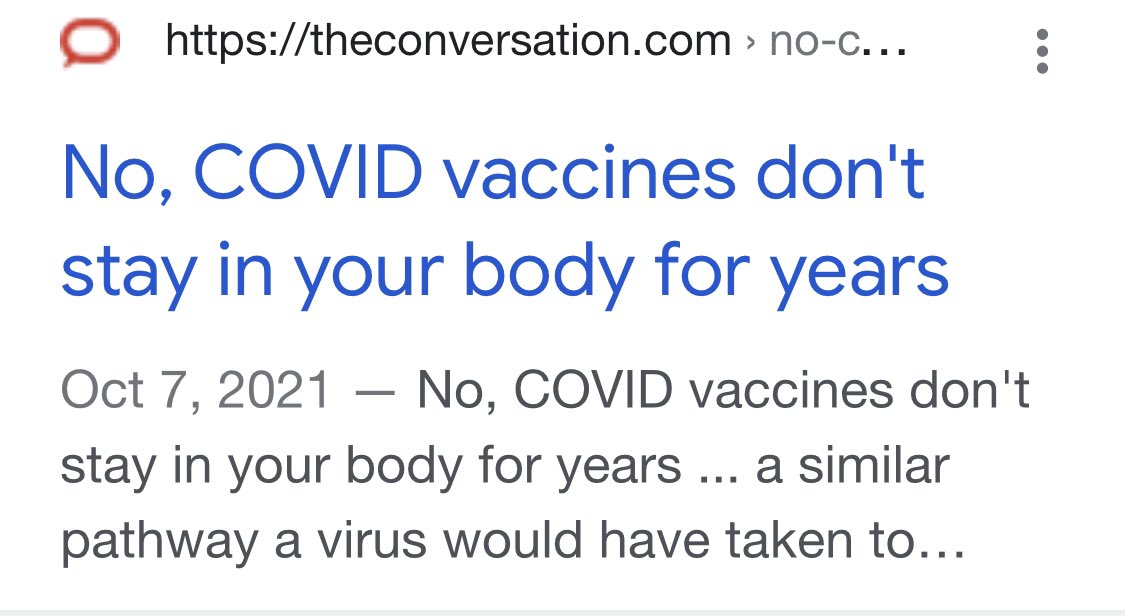 https://theconversation.com › no-c...
No, COVID vaccines don't
stay in your body for years
Oct 7, 2021 — No, COVID vaccines don't
stay in your body for years ... a similar
pathway a virus would have taken to...